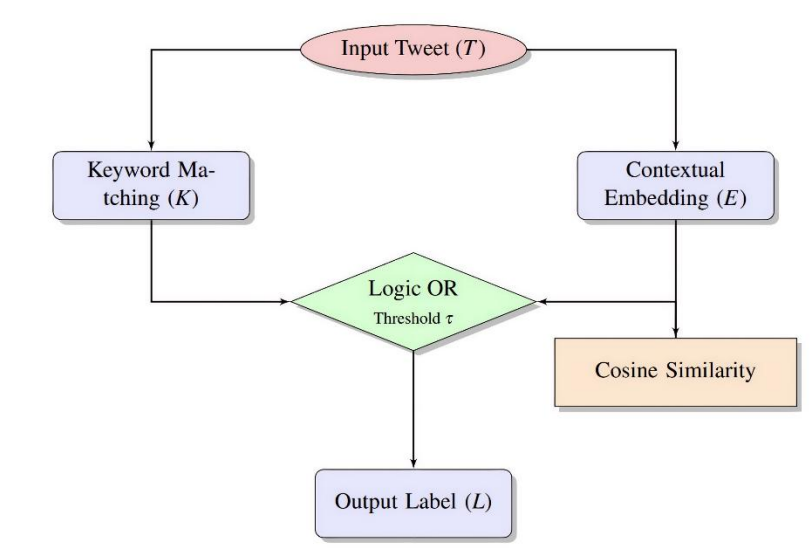 Input Tweet (T)
Keyword Ma-
tching (K)
Contextual
Embedding (E)
Logic OR
Threshold τ
Cosine Similarity
Output Label (L)